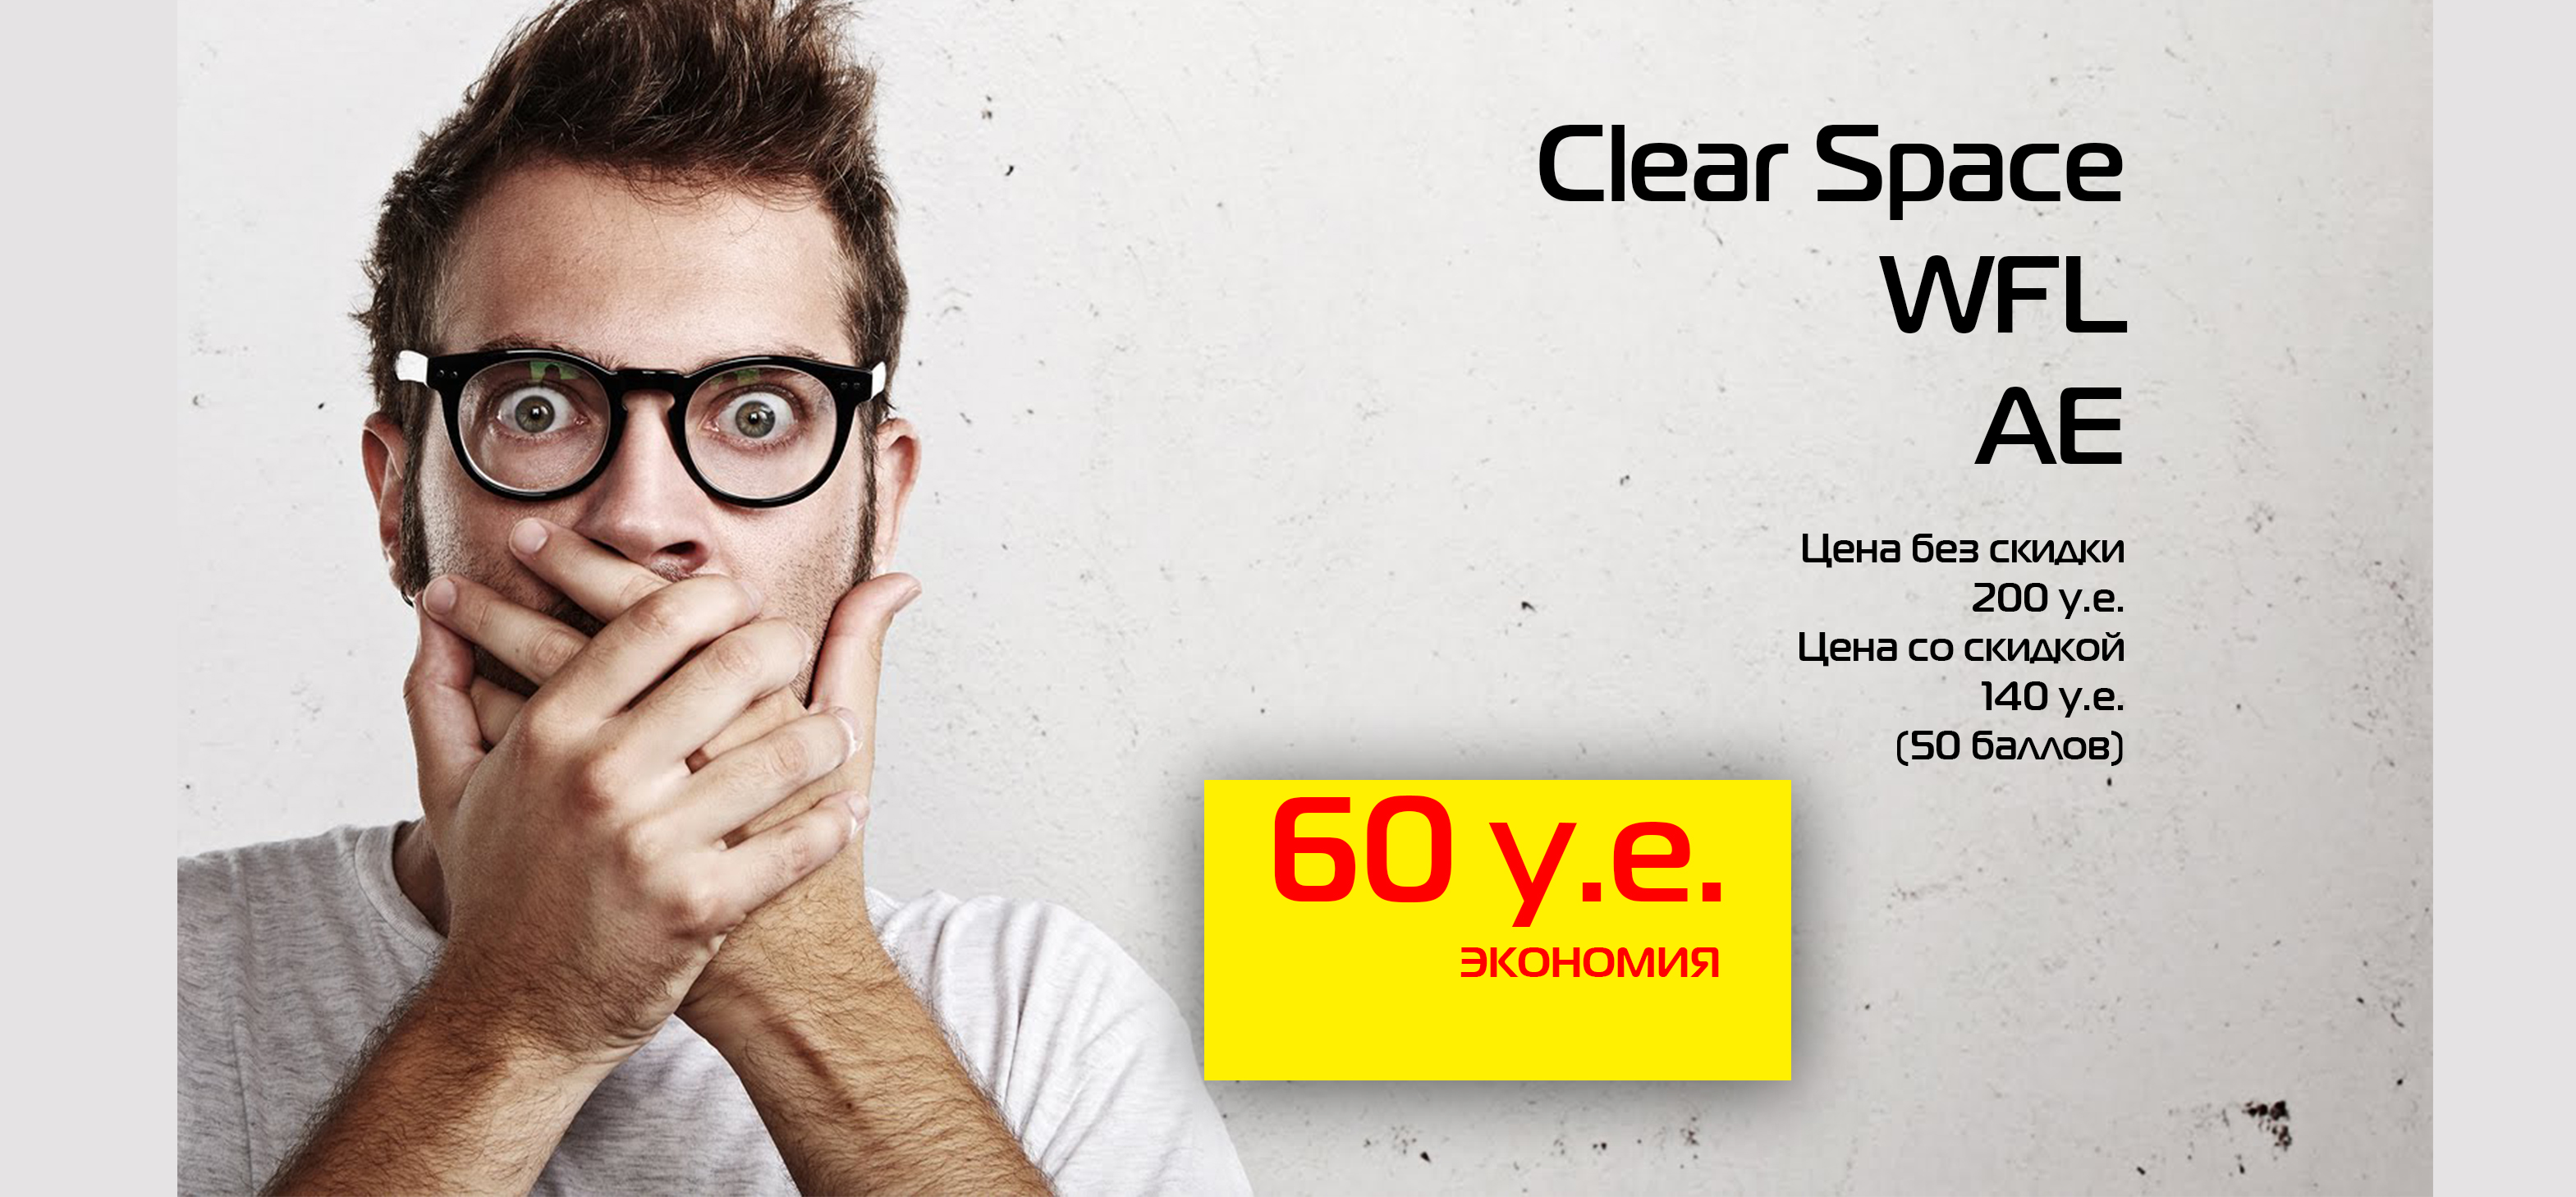 Clear Space
WFL
AE
Цена без скидки
200 у.е.
Цена со скидкой
140 у.е.
(50 баллов)
60 у.е.
экономия